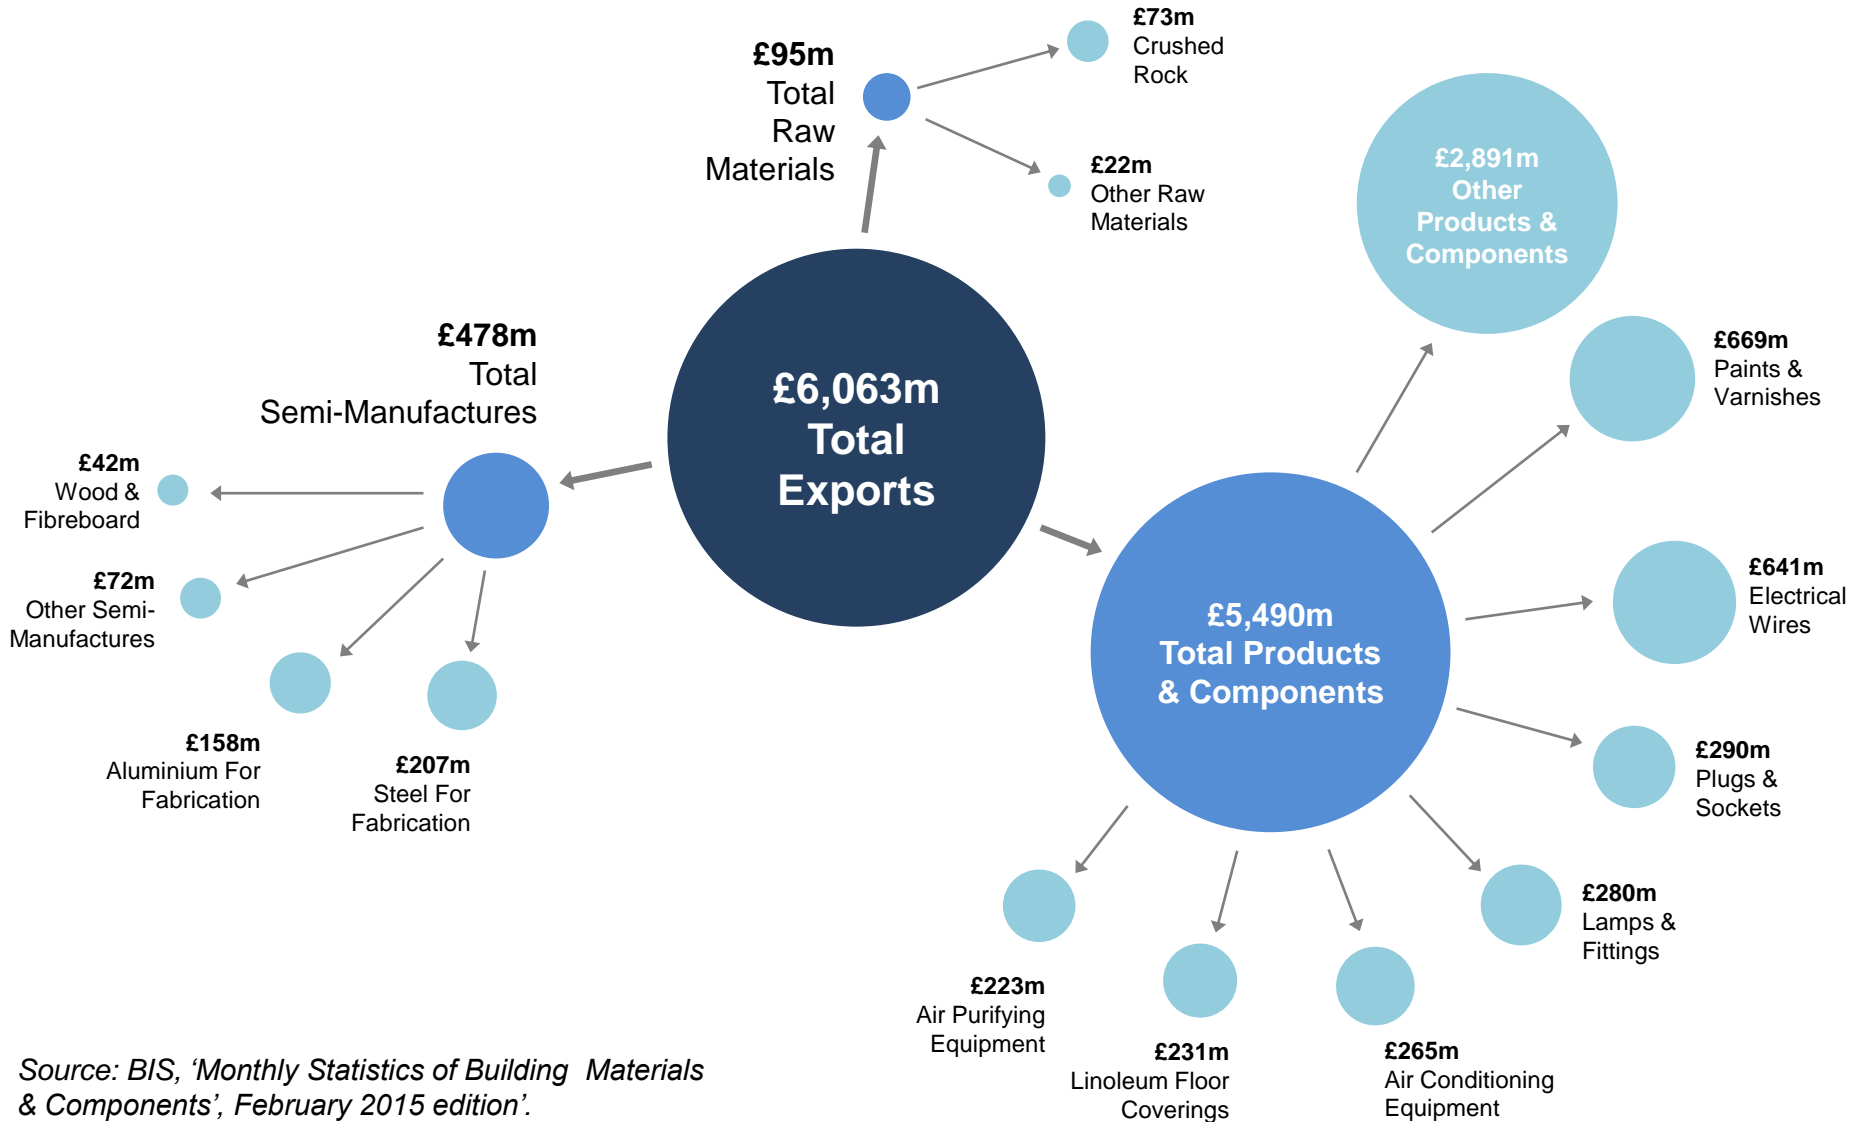 £73m
Crushed
Rock
£95m
Total
Raw
Materials
£22m
Other Raw
Materials
£2,891m
Other
Products &
Components
£669m
Paints &
Varnishes
£478m
Total
Semi-Manufactures
£6,063m
Total
Exports
£42m
Wood &
Fibreboard
£72m
Other Semi-
Manufactures
£158m
Aluminium For
Fabrication
£207m
Steel For
Fabrication
£5,490m
Total Products
& Components
£641m
Electrical
Wires
£290m
Plugs &
Sockets
£280m
Lamps &
Fittings
£223m
Air Purifying
Equipment
£231m
Linoleum Floor
Coverings
£265m
Air Conditioning
Equipment
Source: BIS, ‘Monthly Statistics of Building  Materials
& Components’, February 2015 edition’.